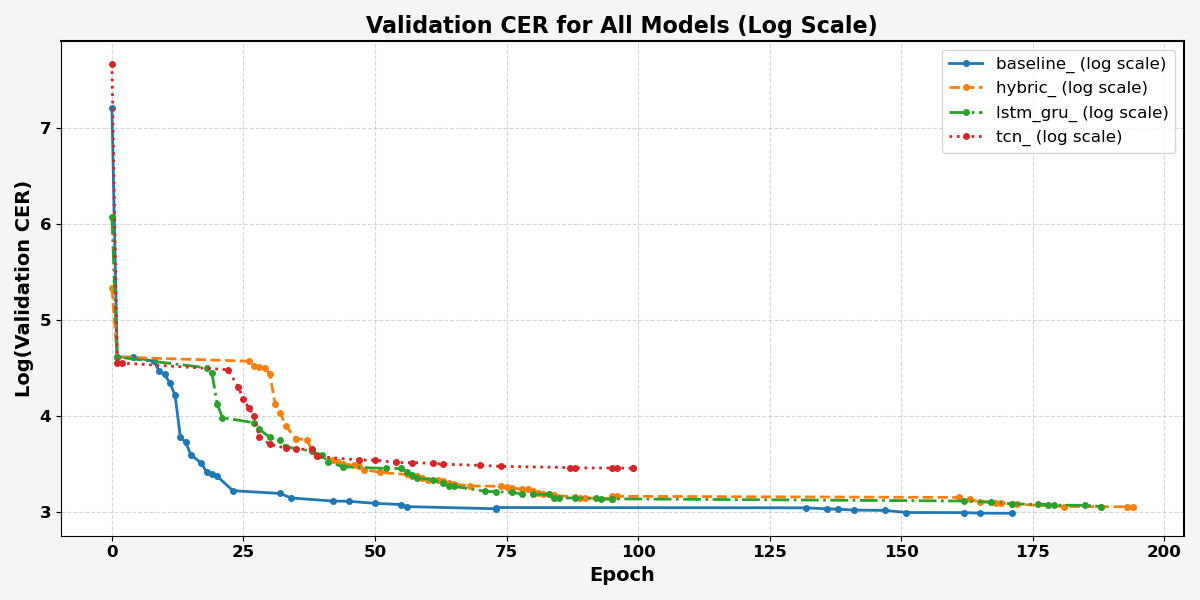 Validation CER for All Models (Log Scale)
baseline_ (log scale)
hybric_ (log scale)
lstm_gru_ (log scale)
tcn_ (log scale)
Log(Validation CER)
7
6
5
4
3
0 25 50 75 100 125 150 175 200
Epoch